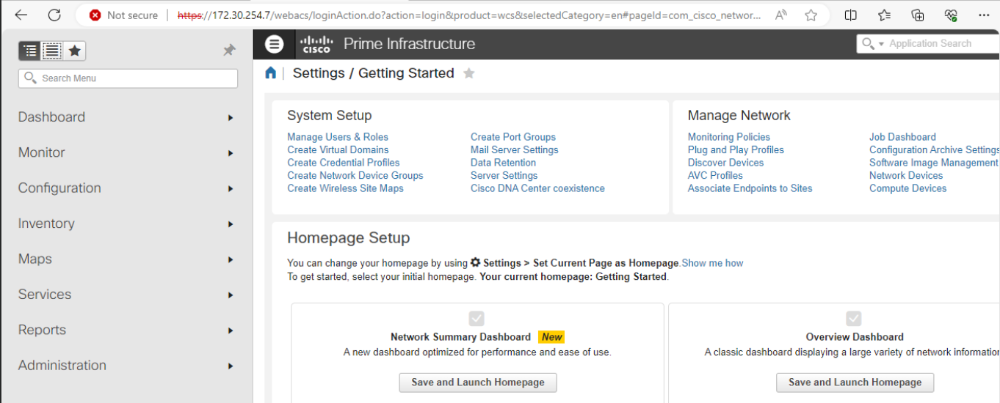 Not secure
https://172.30.254.7/webacs/loginAction.do?action=login&product=wcs&selectedCategory=en#pageId=com_cisco_networ...
Search Menu
Dashboard
Monitor
Configuration
Inventory
Maps
Services
Reports
Administration
CISCO
Prime Infrastructure
Application Search
Settings / Getting Started
System Setup
Manage Users & Roles
Create Virtual Domains
Create Credential Profiles
Create Network Device Groups
Create Wireless Site Maps
Create Port Groups
Mail Server Settings
Data Retention
Server Settings
Cisco DNA Center coexistence
Manage Network
Monitoring Policies
Plug and Play Profiles
Discover Devices
AVC Profiles
Associate Endpoints to Sites
Job Dashboard
Configuration Archive Settings
Software Image Management
Network Devices
Compute Devices
Homepage Setup
You can change your homepage by using Settings > Set Current Page as Homepage.Show me how
To get started, select your initial homepage. Your current homepage: Getting Started.
Network Summary Dashboard New
A new dashboard optimized for performance and ease of use.
Save and Launch Homepage
Overview Dashboard
A classic dashboard displaying a large variety of network information
Save and Launch Homepage